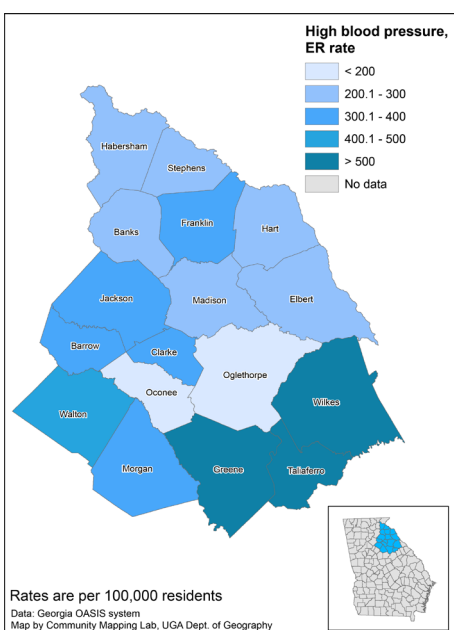 High blood pressure,
ER rate
< 200
200.1 - 300
300.1 - 400
400.1 - 500
> 500
No data
Habersham
Stephens
Franklin
Hart
Banks
Jackson
Madison
Elbert
Barrow
Clarke
Oglethorpe
Oconee
Wilkes
Walton
Morgan
Greene
Taliaferro
Rates are per 100,000 residents
Data: Georgia OASIS system
Map by Community Mapping Lab, UGA Dept. of Geography